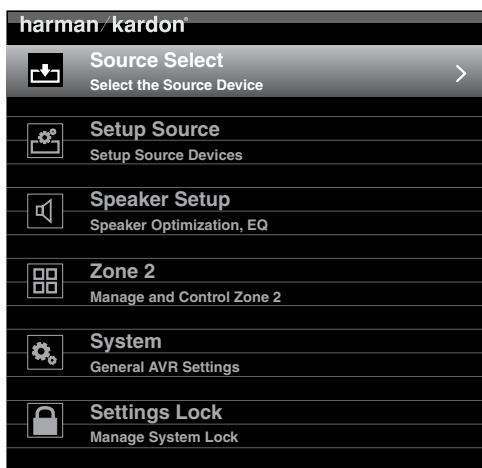 harman/kardon®
Source Select
Select the Source Device
Setup Source
Setup Source Devices
Speaker Setup
Speaker Optimization, EQ
Zone 2
Manage and Control Zone 2
System
General AVR Settings
Settings Lock
Manage System Lock